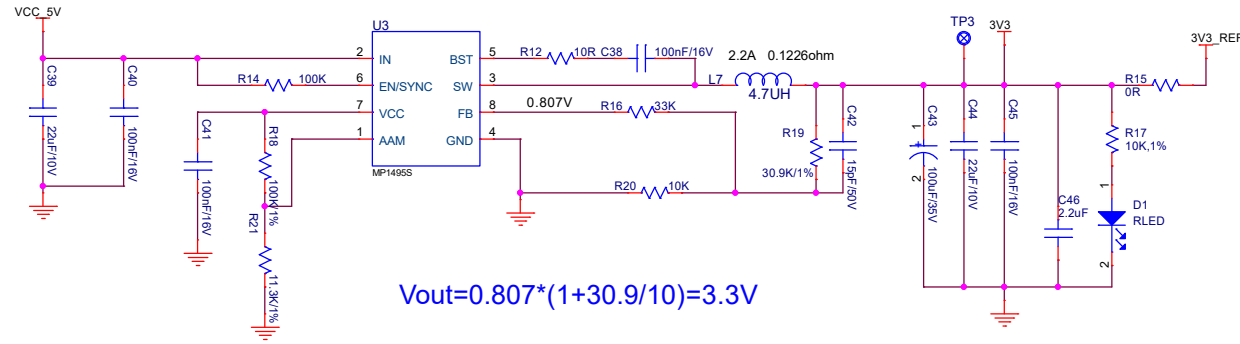 VCC_5V
U3
TP3
3V3
3V3_REF
2 IN BST 5
R12 10R C38 100nF/16V
2.2A 0.1226ohm
R14 100K
6 EN/SYNC SW 3
L7
4.7UH
R15
0R
7 VCC FB 8
0.807V
R16 33K
1 AAM GND 4
MP1495S
C39
22uF/10V
C40
100nF/16V
C41
100nF/16V
R18
100K/1%
R21
11.3K/1%
R20 10K
R19
30.9K/1%
C42
15pF/50V
C43
1
+
2
100uF/35V
C44
22uF/10V
C45
100nF/16V
C46
2.2uF
R17
10K,1%
1
D1
RLED
2
Vout=0.807*(1+30.9/10)=3.3V